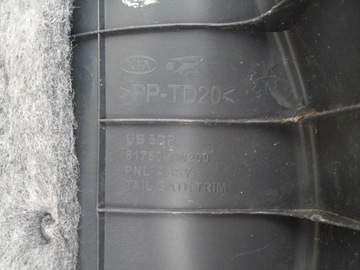 KIA
>PP-TD20<
UB 5DR
PNL ASSY
TAIL GATE TRIM